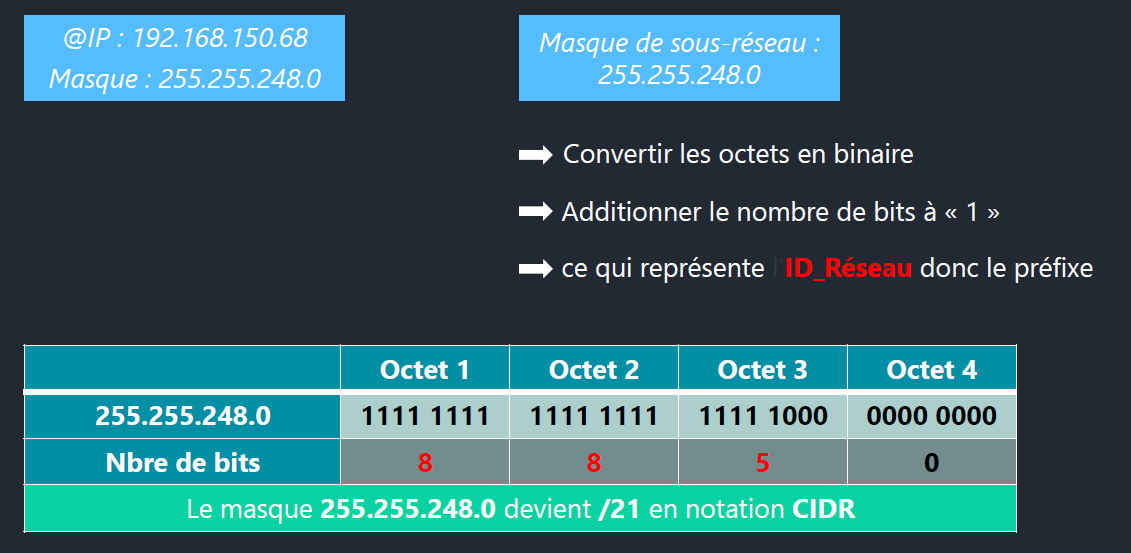 @IP : 192.168.150.68
Masque : 255.255.248.0
Masque de sous-réseau :
255.255.248.0
Convertir les octets en binaire
Additionner le nombre de bits à « 1 »
ce qui représente l'ID_Réseau donc le préfixe
Octet 1 Octet 2 Octet 3 Octet 4
255.255.248.0 1111 1111 1111 1111 1111 1000 0000 0000
Nbre de bits 8 8 5 0
Le masque 255.255.248.0 devient /21 en notation CIDR